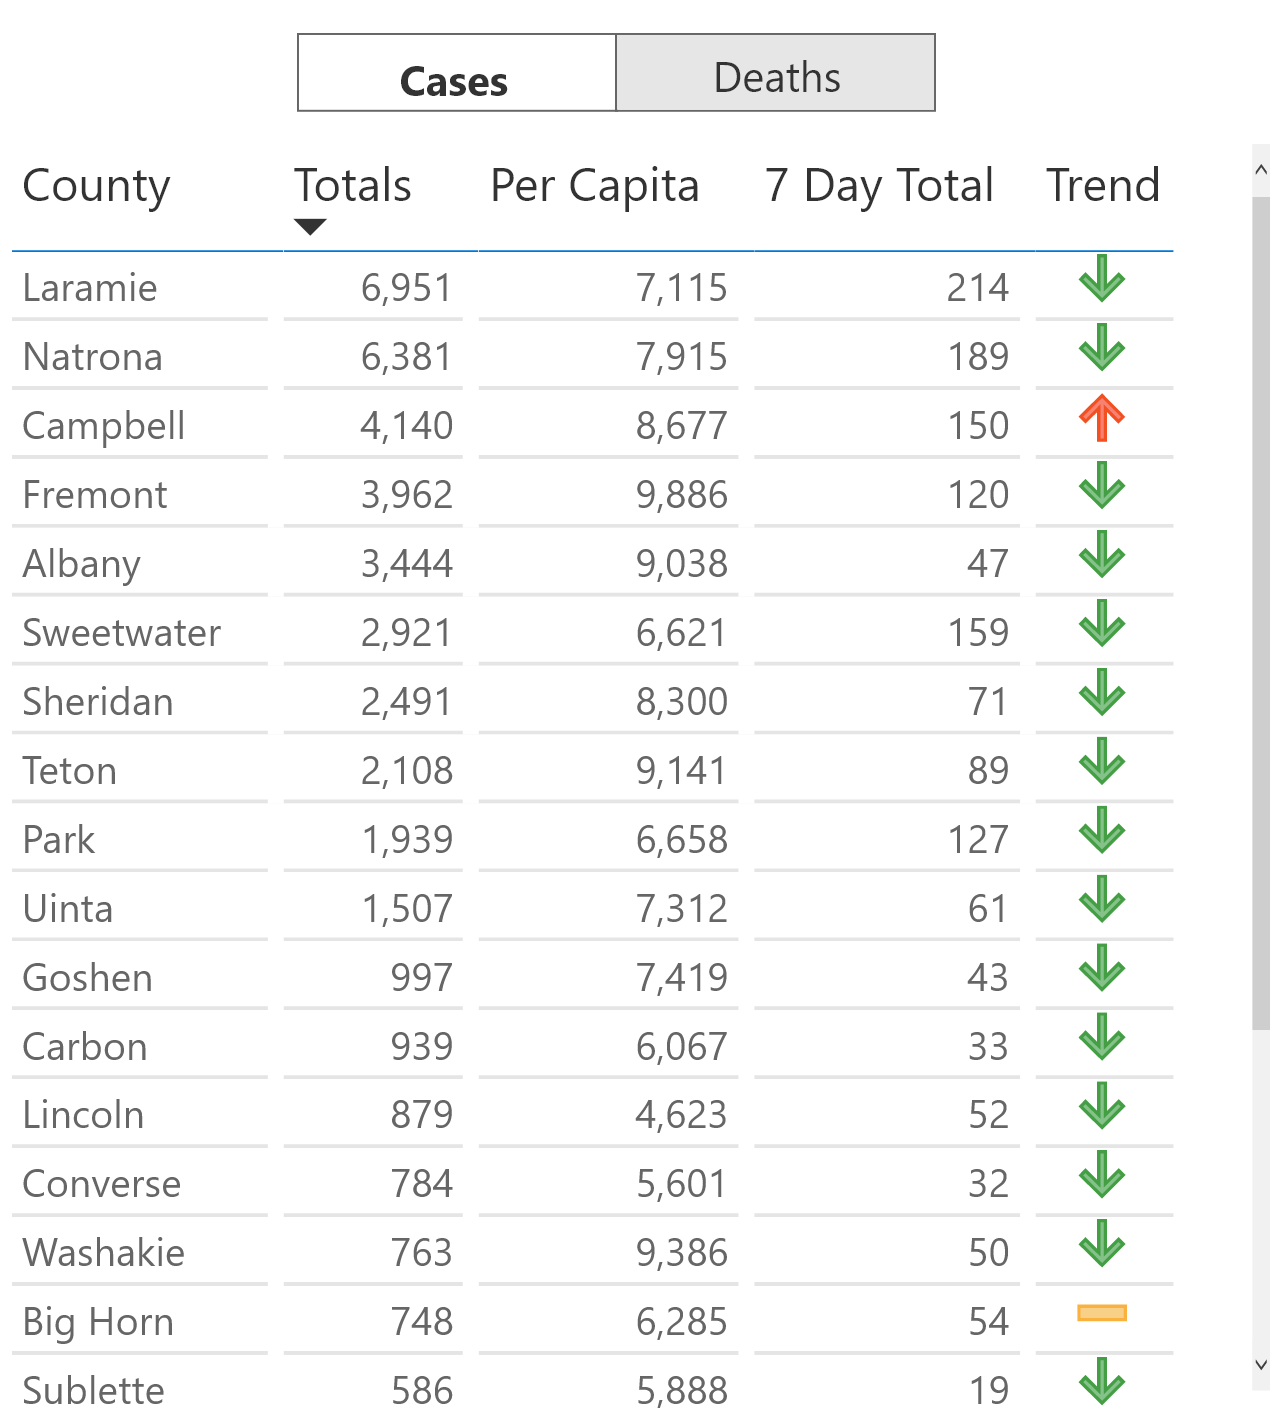 Cases Deaths
County Totals Per Capita 7 Day Total Trend
Laramie 6,951 7,115 214
Natrona 6,381 7,915 189
Campbell 4,140 8,677 150
Fremont 3,962 9,886 120
Albany 3,444 9,038 47
Sweetwater 2,921 6,621 159
Sheridan 2,491 8,300 71
Teton 2,108 9,141 89
Park 1,939 6,658 127
Uinta 1,507 7,312 61
Goshen 997 7,419 43
Carbon 939 6,067 33
Lincoln 879 4,623 52
Converse 784 5,601 32
Washakie 763 9,386 50
Big Horn 748 6,285 54
Sublette 586 5,888 19